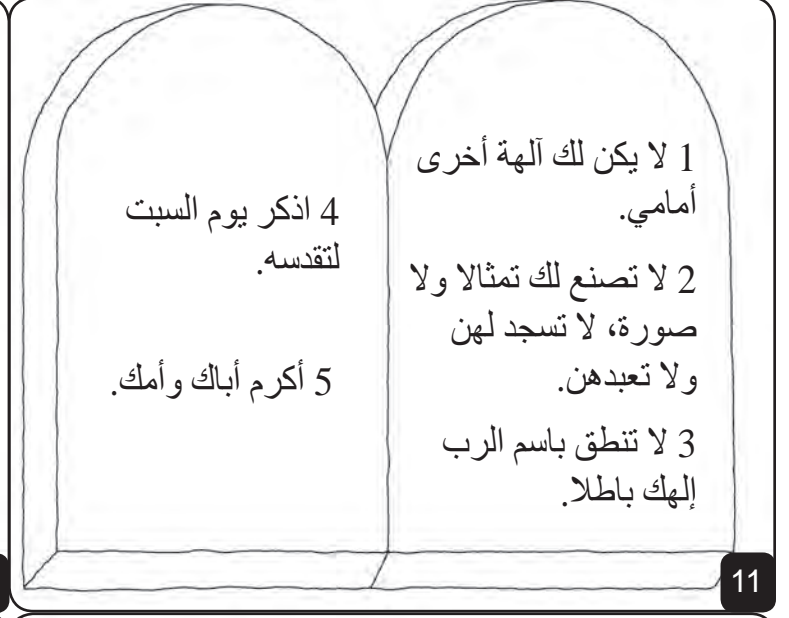 1 لا يكن لك آلهة أخرى
أمامي.
2 لا تصنع لك تمثالا ولا
صورة، لا تسجد لهن
ولا تعبدهن.
3 لا تنطق باسم الرب
إلهك باطلا.
4 اذكر يوم السبت
لتقدسه.
5 أكرم أباك وأمك.
11